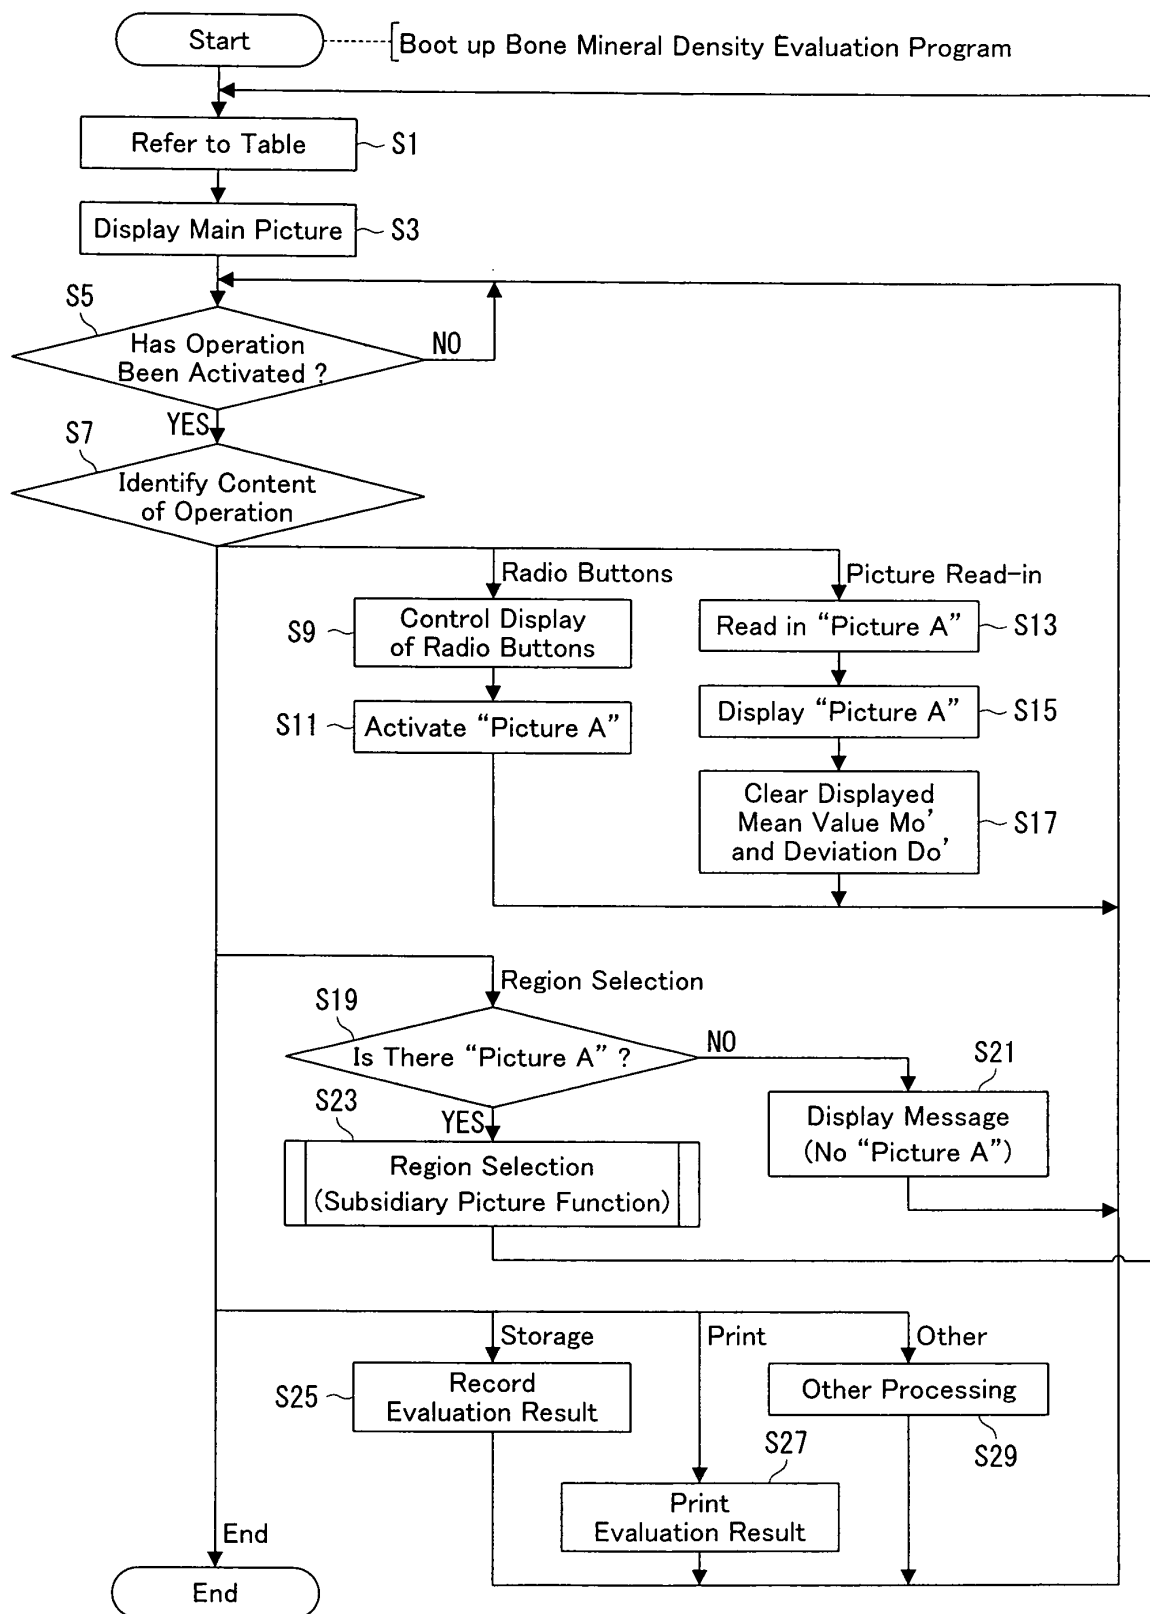 Start
Boot up Bone Mineral Density Evaluation Program
Refer to Table
S1
Display Main Picture
S3
S5
Has Operation
Been Activated ?
NO
YES
S7
Identify Content
of Operation
Radio Buttons
Picture Read-in
S9
Control Display
of Radio Buttons
Read in “Picture A”
S13
S11
Activate “Picture A”
Display “Picture A”
S15
Clear Displayed
Mean Value Mo’
and Deviation Do’
S17
Region Selection
S19
Is There “Picture A” ?
NO
S21
Display Message
(No “Picture A”)
YES
S23
Region Selection
(Subsidiary Picture Function)
Storage
Print
Other
S25
Record
Evaluation Result
Other Processing
S29
S27
Print
Evaluation Result
End
End